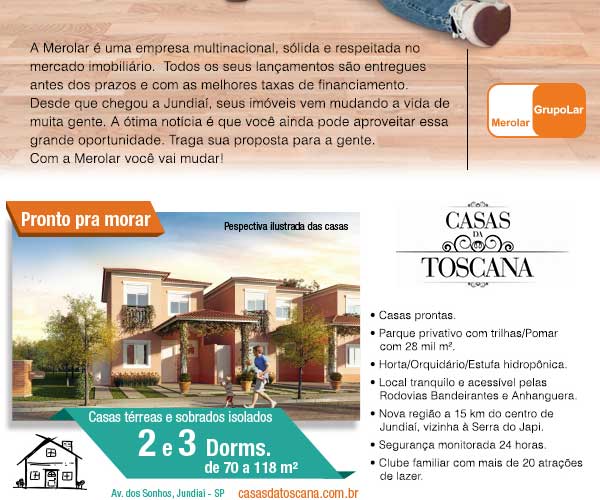 A Merolar é uma empresa multinacional, sólida e respeitada no
mercado imobiliário. Todos os seus lançamentos são entregues
antes dos prazos e com as melhores taxas de financiamento.
Desde que chegou a Jundiaí, seus imóveis vem mudando a vida de
muita gente. A ótima notícia é que você ainda pode aproveitar essa
grande oportunidade. Traga sua proposta para a gente.
Com a Merolar você vai mudar!
Merolar
GrupoLar
Pronto pra morar
Pespectiva ilustrada das casas
CASAS
DA
TOSCANA
• Casas prontas.
• Parque privativo com trilhas/Pomar
com 28 mil m².
• Horta/Orquidário/Estufa hidropônica.
• Local tranquilo e acessível pelas
Rodovias Bandeirantes e Anhanguera.
• Nova região a 15 km do centro de
Jundiaí, vizinha à Serra do Japi.
• Segurança monitorada 24 horas.
• Clube familiar com mais de 20 atrações
de lazer.
Casas térreas e sobrados isolados
2 e 3 Dorms.
de 70 a 118 m²
Av. dos Sonhos, Jundiaí - SP
casasdatoscana.com.br